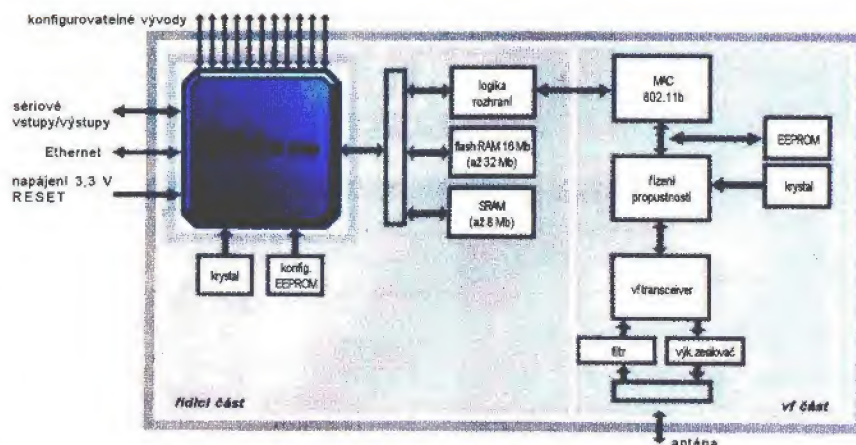 konfigurovatelné vývody
sériové
vstupy/výstupy
Ethernet
napájení 3,3 V
RESET
krystal
konfig.
EEPROM
logika
rozhraní
flash RAM 16 Mb
(až 32 Mb)
SRAM
(až 8 Mb)
MAC
802.11b
EEPROM
řízení
propustnosti
krystal
vf transceiver
filtr
výk. zesilovač
řídicí část
vf část
anténa